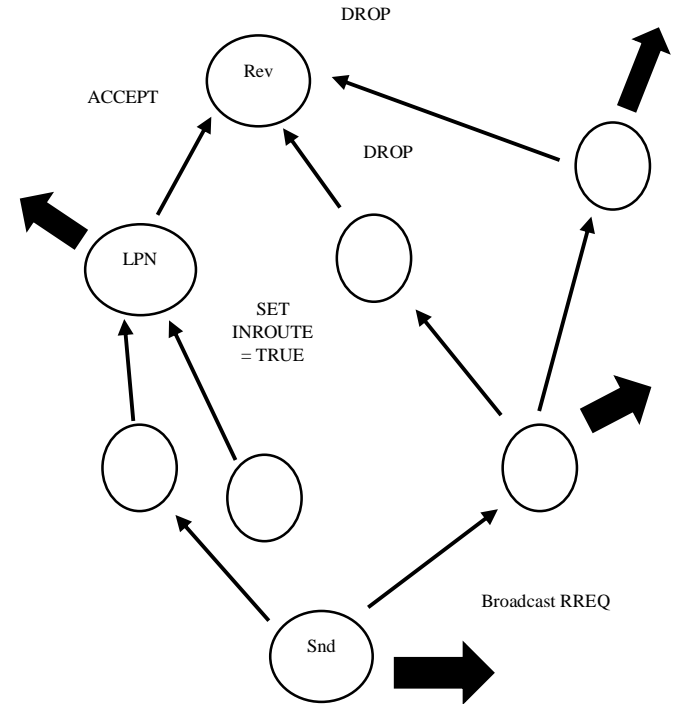 DROP
Rev
ACCEPT
DROP
LPN
SET
INROUTE
= TRUE
Broadcast RREQ
Snd